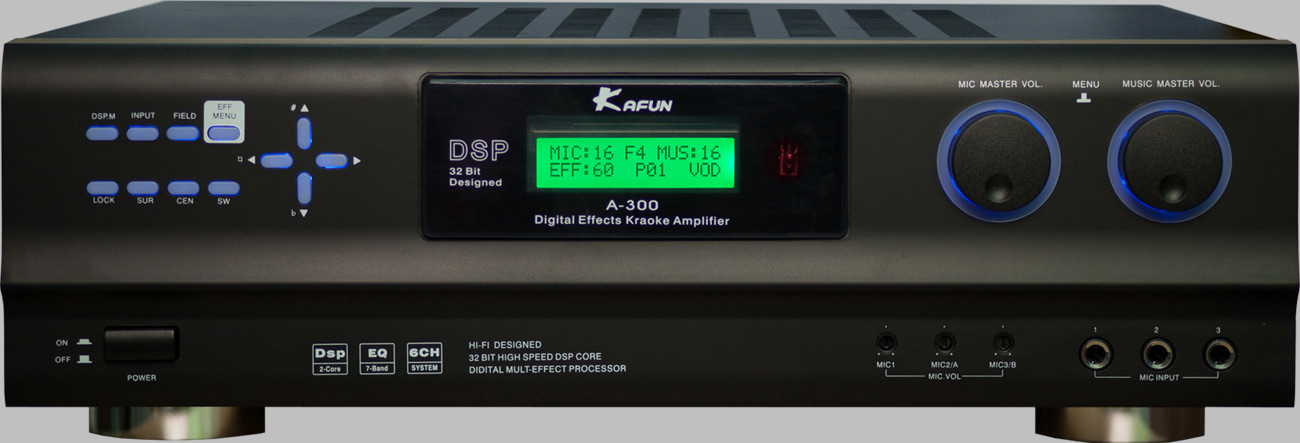 DSP.M INPUT FIELD EFF MENU
#
¤
LOCK SUR CEN SW
b
KAFUN
DSP
32 Bit
Designed
MIC:16 F4 MUS:16
EFF:60 P01 VOD
A-300
Digital Effects Kraoke Amplifier
MIC MASTER VOL. MENU MUSIC MASTER VOL.
ON
OFF
POWER
Dsp
2-Core
EQ
7-Band
6CH
SYSTEM
HI-FI DESIGNED
32 BIT HIGH SPEED DSP CORE
DIDITAL MULT-EFFECT PROCESSOR
MIC1 MIC2/A MIC3/B
MIC. VOL
1 2 3
MIC INPUT